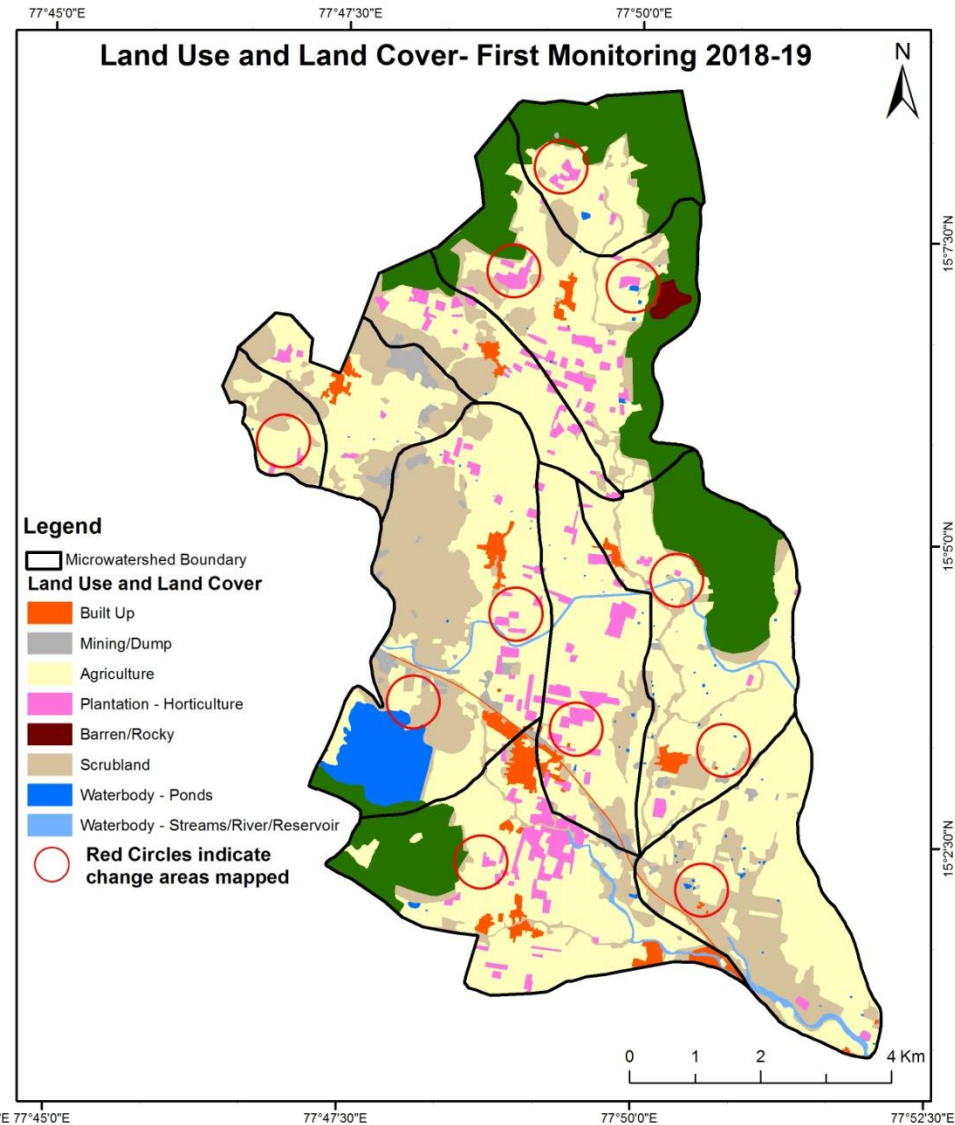 77°45'0"E
77°47'30"E
77°50'0"E
Land Use and Land Cover- First Monitoring 2018-19
N
15°7'30"N
15°5'0"N
15°2'30"N
Legend
Microwatershed Boundary
Land Use and Land Cover
Built Up
Mining/Dump
Agriculture
Plantation - Horticulture
Barren/Rocky
Scrubland
Waterbody - Ponds
Waterbody - Streams/River/Reservoir
Red Circles indicate
change areas mapped
0 1 2 4 Km
77°45'0"E
77°47'30"E
77°50'0"E
77°52'30"E